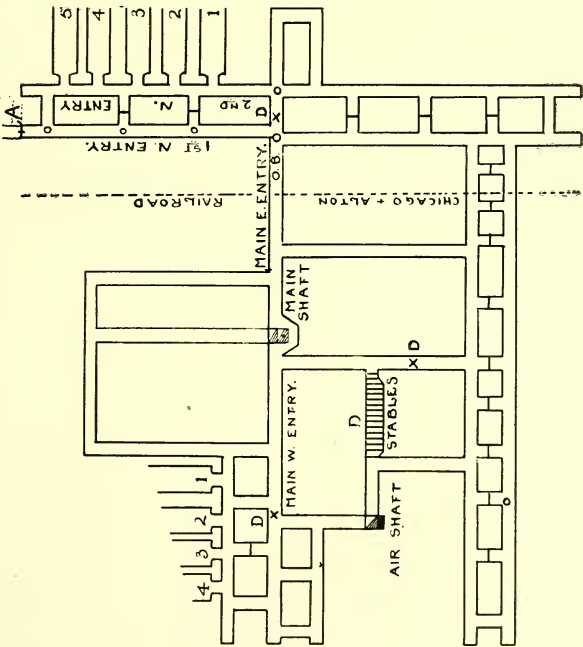 5
4
3
2
1
A
ENTRY
N.
2ND
D
X
1ST N. ENTRY.
MAIN E. ENTRY.
O.B.
RAILROAD
CHICAGO + ALTON
MAIN
SHAFT
X D
MAIN W. ENTRY.
D
STABLES
1
2
3
4
D
X
AIR SHAFT